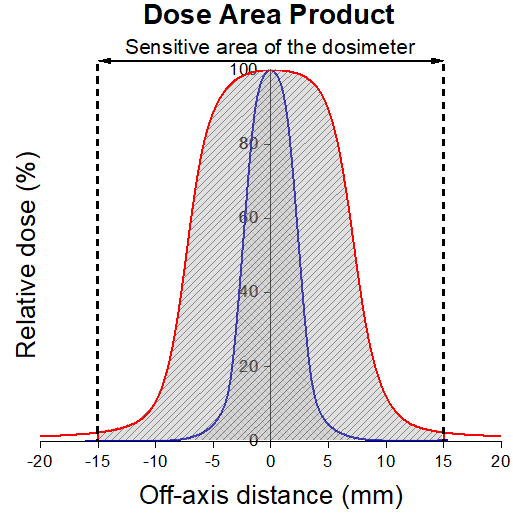 Dose Area Product
Sensitive area of the dosimeter
100
80
60
40
20
0
Relative dose (%)
-20 -15 -10 -5 0 5 10 15 20
Off-axis distance (mm)